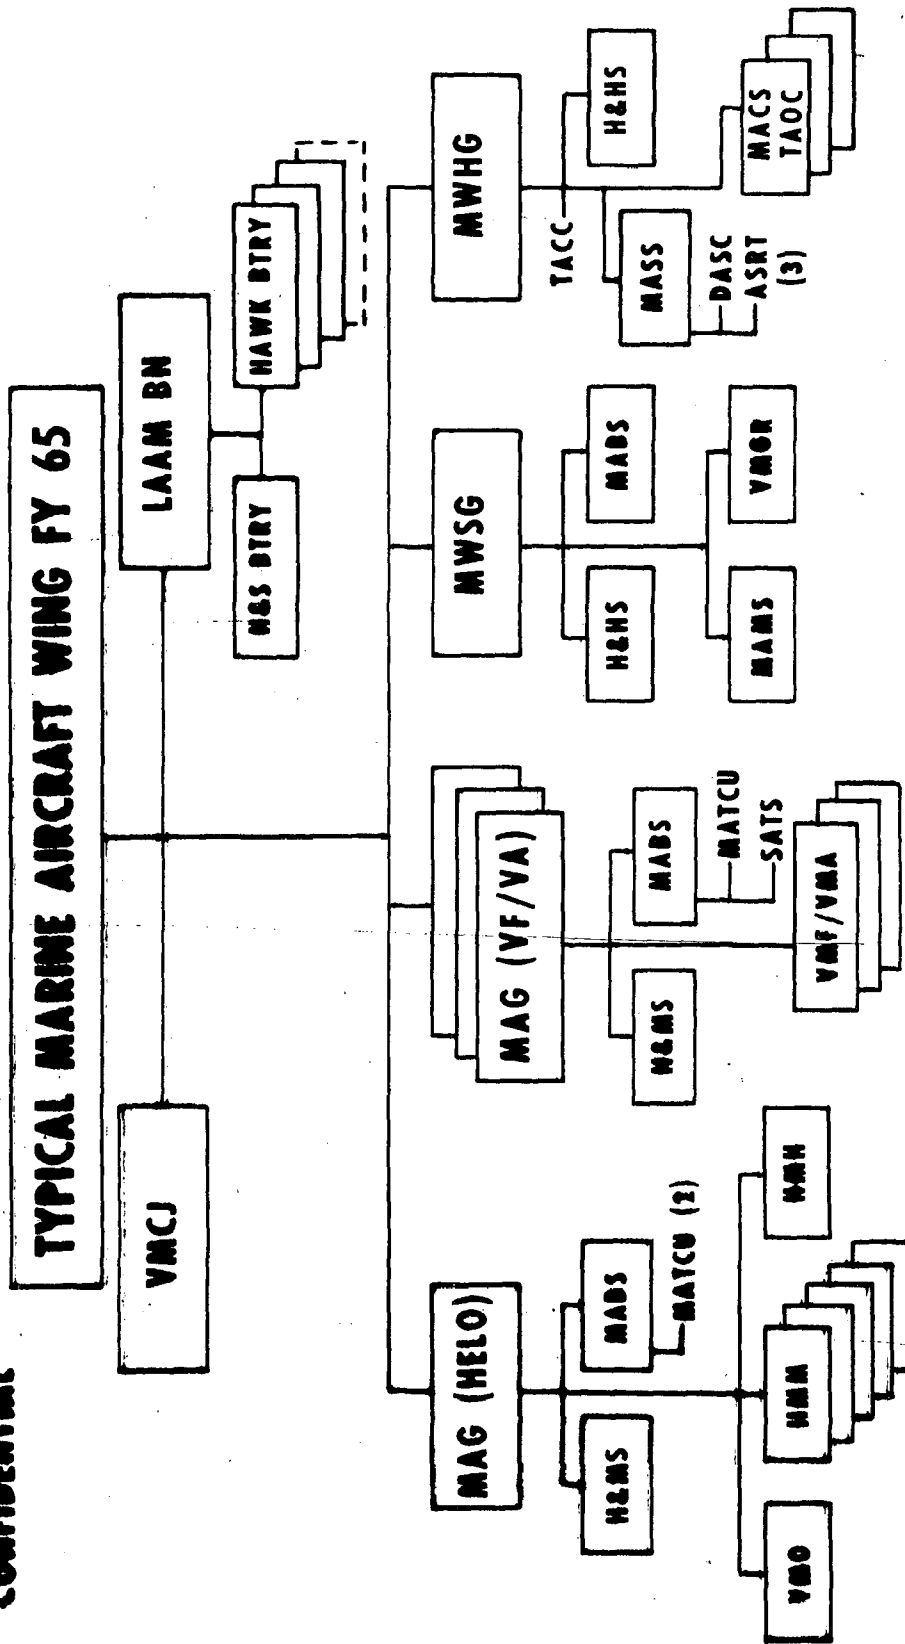 CONFIDENTIAL
TYPICAL MARINE AIRCRAFT WING FY 65
VMCJ
LAAM BN
H&S BTRY
HAWK BTRY
MAG (HELO)
MAG (VF/VA)
MWSG
MWHG
H&MS
MABS
MATCU (2)
VMO
HMM
HMH
H&MS
MABS
MATCU
SATS
VMF/VMA
H&HS
MABS
MAMS
VMGR
TACC
H&HS
MASS
DASC
ASRT
(3)
MACS
TAOC